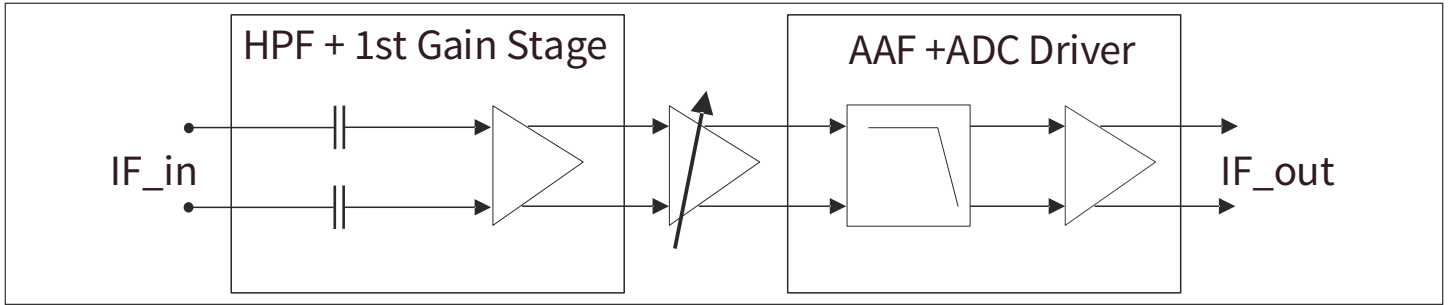 HPF + 1st Gain Stage
AAF +ADC Driver
IF_in
IF_out